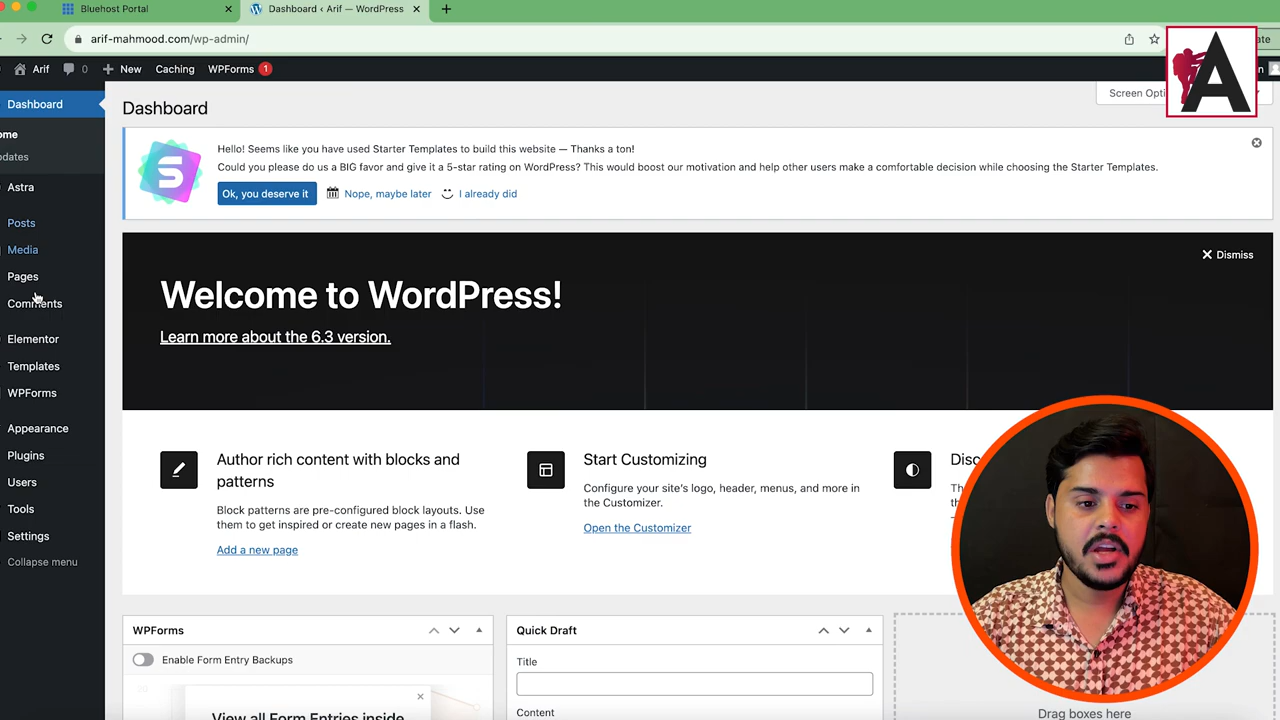 Bluehost Portal
Dashboard ‹ Arif — WordPress
arif-mahmood.com/wp-admin/
Arif
0
New
Caching
WPForms 1
A
Dashboard
Dashboard
ome
dates
Astra
Posts
Media
Pages
Comments
Elementor
Templates
WPForms
Appearance
Plugins
Users
Tools
Settings
Collapse menu
Screen Opti
Hello! Seems like you have used Starter Templates to build this website — Thanks a ton!
Could you please do us a BIG favor and give it a 5-star rating on WordPress? This would boost our motivation and help other users make a comfortable decision while choosing the Starter Templates.
Ok, you deserve it
Nope, maybe later
I already did
Dismiss
Welcome to WordPress!
Learn more about the 6.3 version.
Author rich content with blocks and
patterns
Block patterns are pre-configured block layouts. Use
them to get inspired or create new pages in a flash.
Add a new page
Start Customizing
Configure your site's logo, header, menus, and more in
the Customizer.
Open the Customizer
Disc
WPForms
Enable Form Entry Backups
View all Form Entries inside
Quick Draft
Title
Content
Drag boxes here